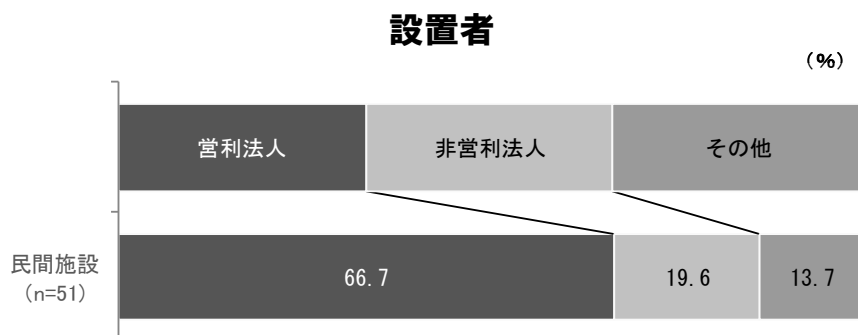 設置者
（%）
営利法人 非営利法人 その他
民間施設
（n=51）
66.7 19.6 13.7